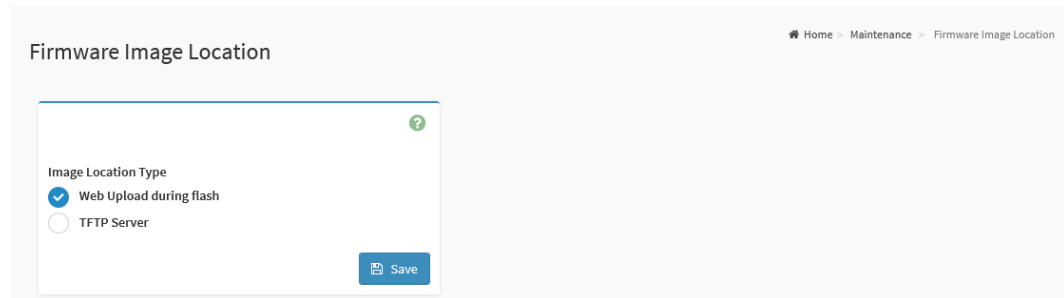 Home > Maintenance > Firmware Image Location
Firmware Image Location
Image Location Type
Web Upload during flash
TFTP Server
Save